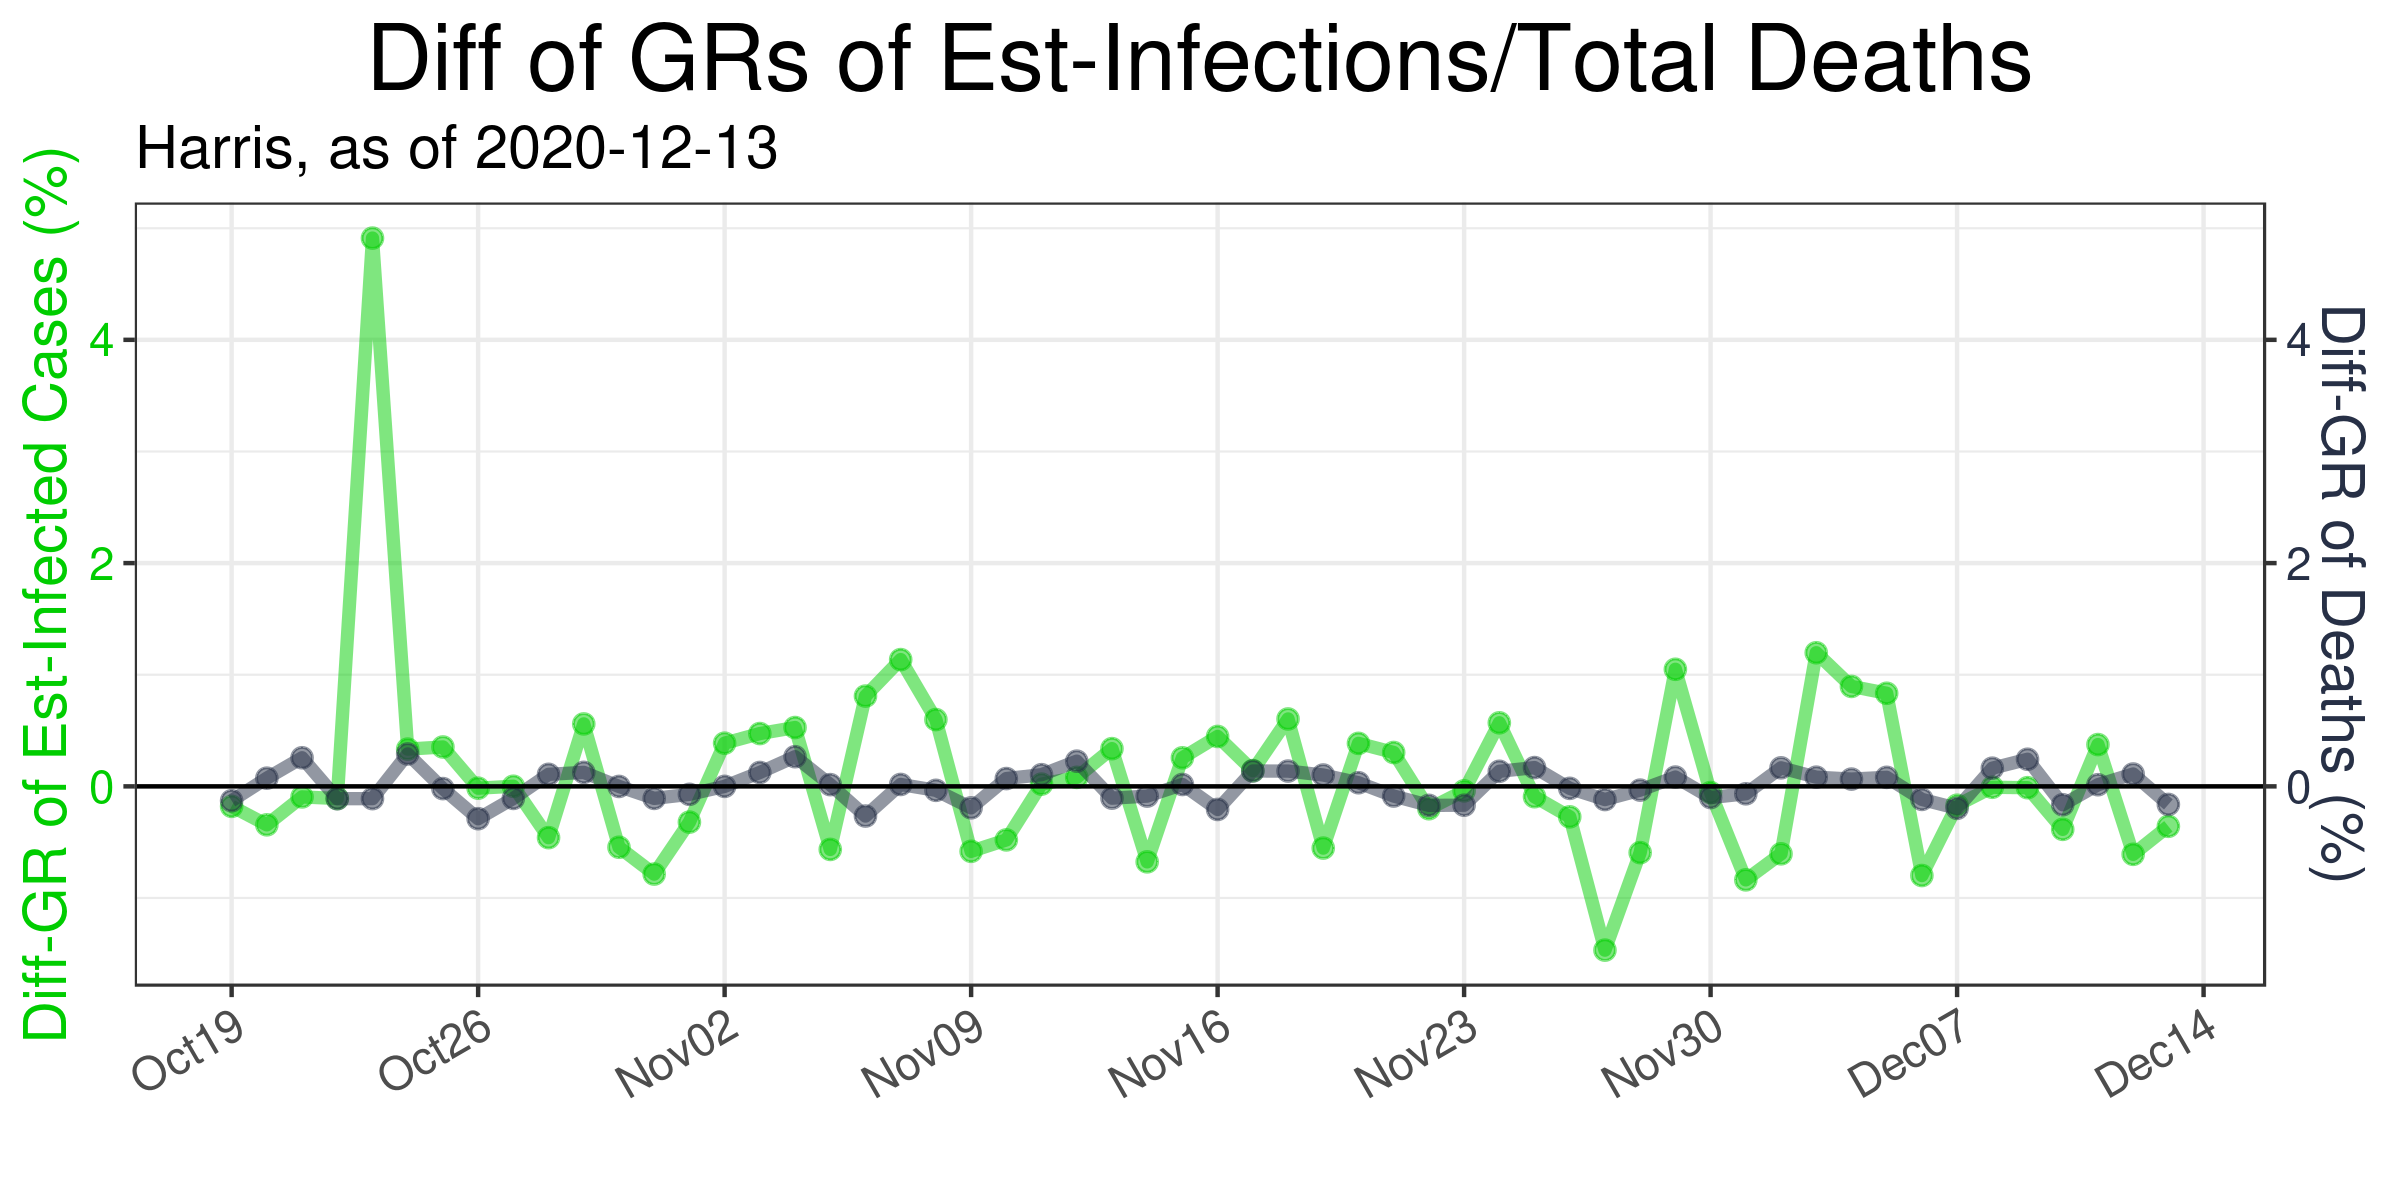 Diff of GRs of Est-Infections/Total Deaths
Harris, as of 2020-12-13
Diff-GR of Est-Infected Cases (%)
4
2
0
4
2
0
Diff-GR of Deaths (%)
Oct19
Oct26
Nov02
Nov09
Nov16
Nov23
Nov30
Dec07
Dec14